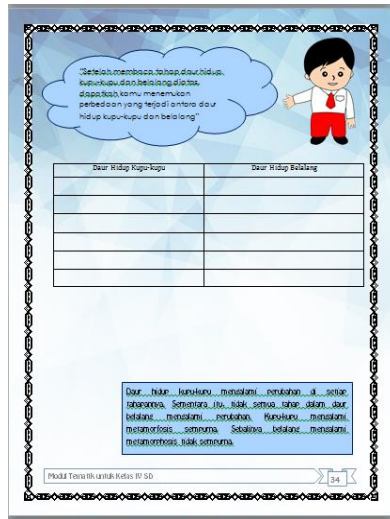 "Setelah membaca tahap daur hidup
kupu-kupu dan belalang diatas,
dapatkah kamu menemukan
perbedaan yang terjadi antara daur
hidup kupu-kupu dan belalang"
Daur Hidup Kupu-kupu Daur Hidup Belalang
Daur hidup kupu-kupu mengalami perubahan di setiap
tahapannya. Sementara itu, tidak semua tahap dalam daur
belalang mengalami perubahan. Kupu-kupu mengalami
metamorfosis sempurna. Sebaliknya belalang mengalami
metamorphosis tidak sempurna.
Modul Tematik untuk Kelas IV SD 34